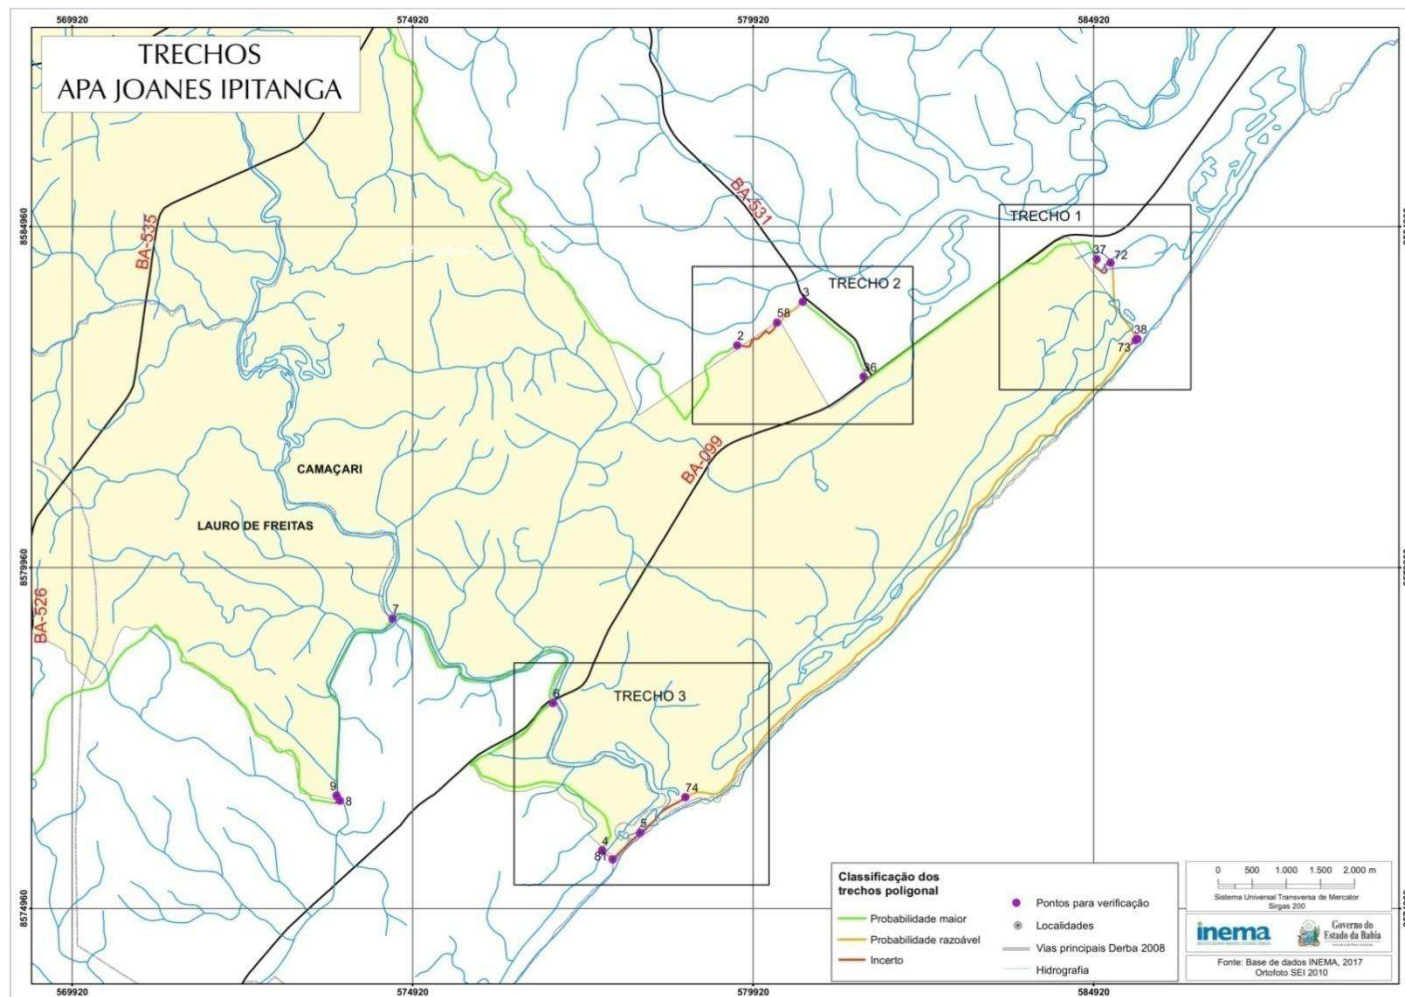 569920
574920
579920
584920
TRECHOS
APA JOANES IPITANGA
BA-531
TRECHO 1
BA-535
8584960
37
72
TRECHO 2
3
58
2
38
73
36
BA-099
CAMAÇARI
LAURO DE FREITAS
8579960
BA-526
7
TRECHO 3
6
9
8
74
5
4
81
Classificação dos
trechos poligonal
Probabilidade maior
Probabilidade razoável
Incerto
Pontos para verificação
Localidades
Vias principais Derba 2008
Hidrografia
0 500 1.000 1.500 2.000 m
Sistema Universal Transversa de Mercator
Sirgas 200
inema
Governo do
Estado da Bahia
Fonte: Base de dados INEMA, 2017
Ortofoto SEI 2010
8574960
569920
574920
579920
584920